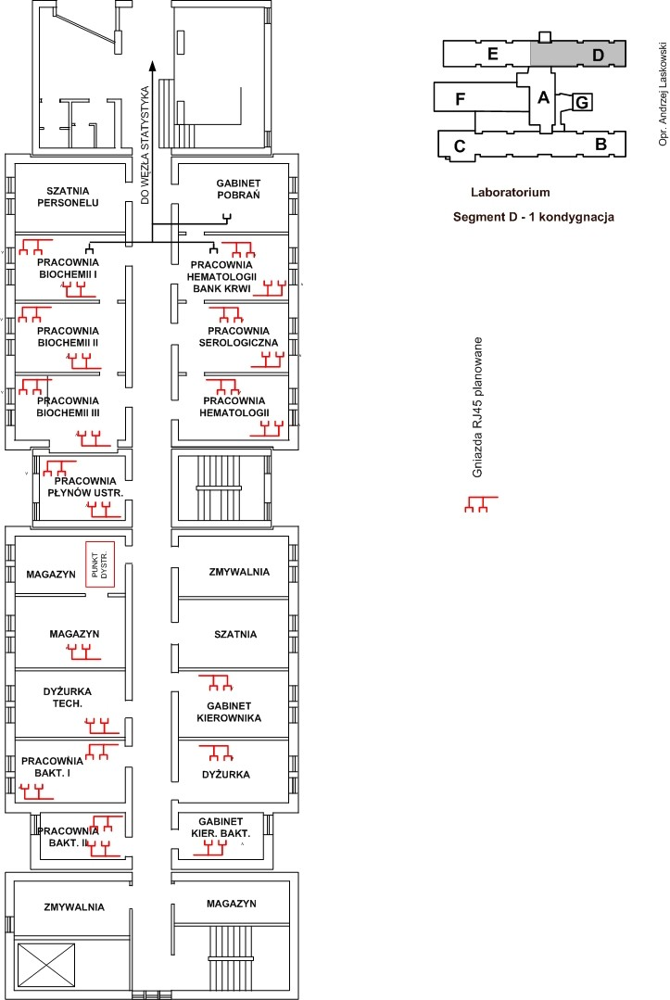 DO WĘZŁA STATYSTYKA
SZATNIA
PERSONELU
GABINET
POBRAŃ
PRACOWNIA
BIOCHEMII I
PRACOWNIA
HEMATOLOGII
BANK KRWI
PRACOWNIA
BIOCHEMII II
PRACOWNIA
SEROLOGICZNA
PRACOWNIA
BIOCHEMII III
PRACOWNIA
HEMATOLOGII
PRACOWNIA
PŁYNÓW USTR.
MAGAZYN
PUNKT
DYSTR.
ZMYWALNIA
MAGAZYN
SZATNIA
DYŻURKA
TECH.
GABINET
KIEROWNIKA
PRACOWNIA
BAKT. I
DYŻURKA
PRACOWNIA
BAKT. II
GABINET
KIER. BAKT.
ZMYWALNIA
MAGAZYN
E
D
F
A
G
C
B
Opr. Andrzej Laskowski
Laboratorium
Segment D - 1 kondygnacja
Gniazda RJ45 planowane